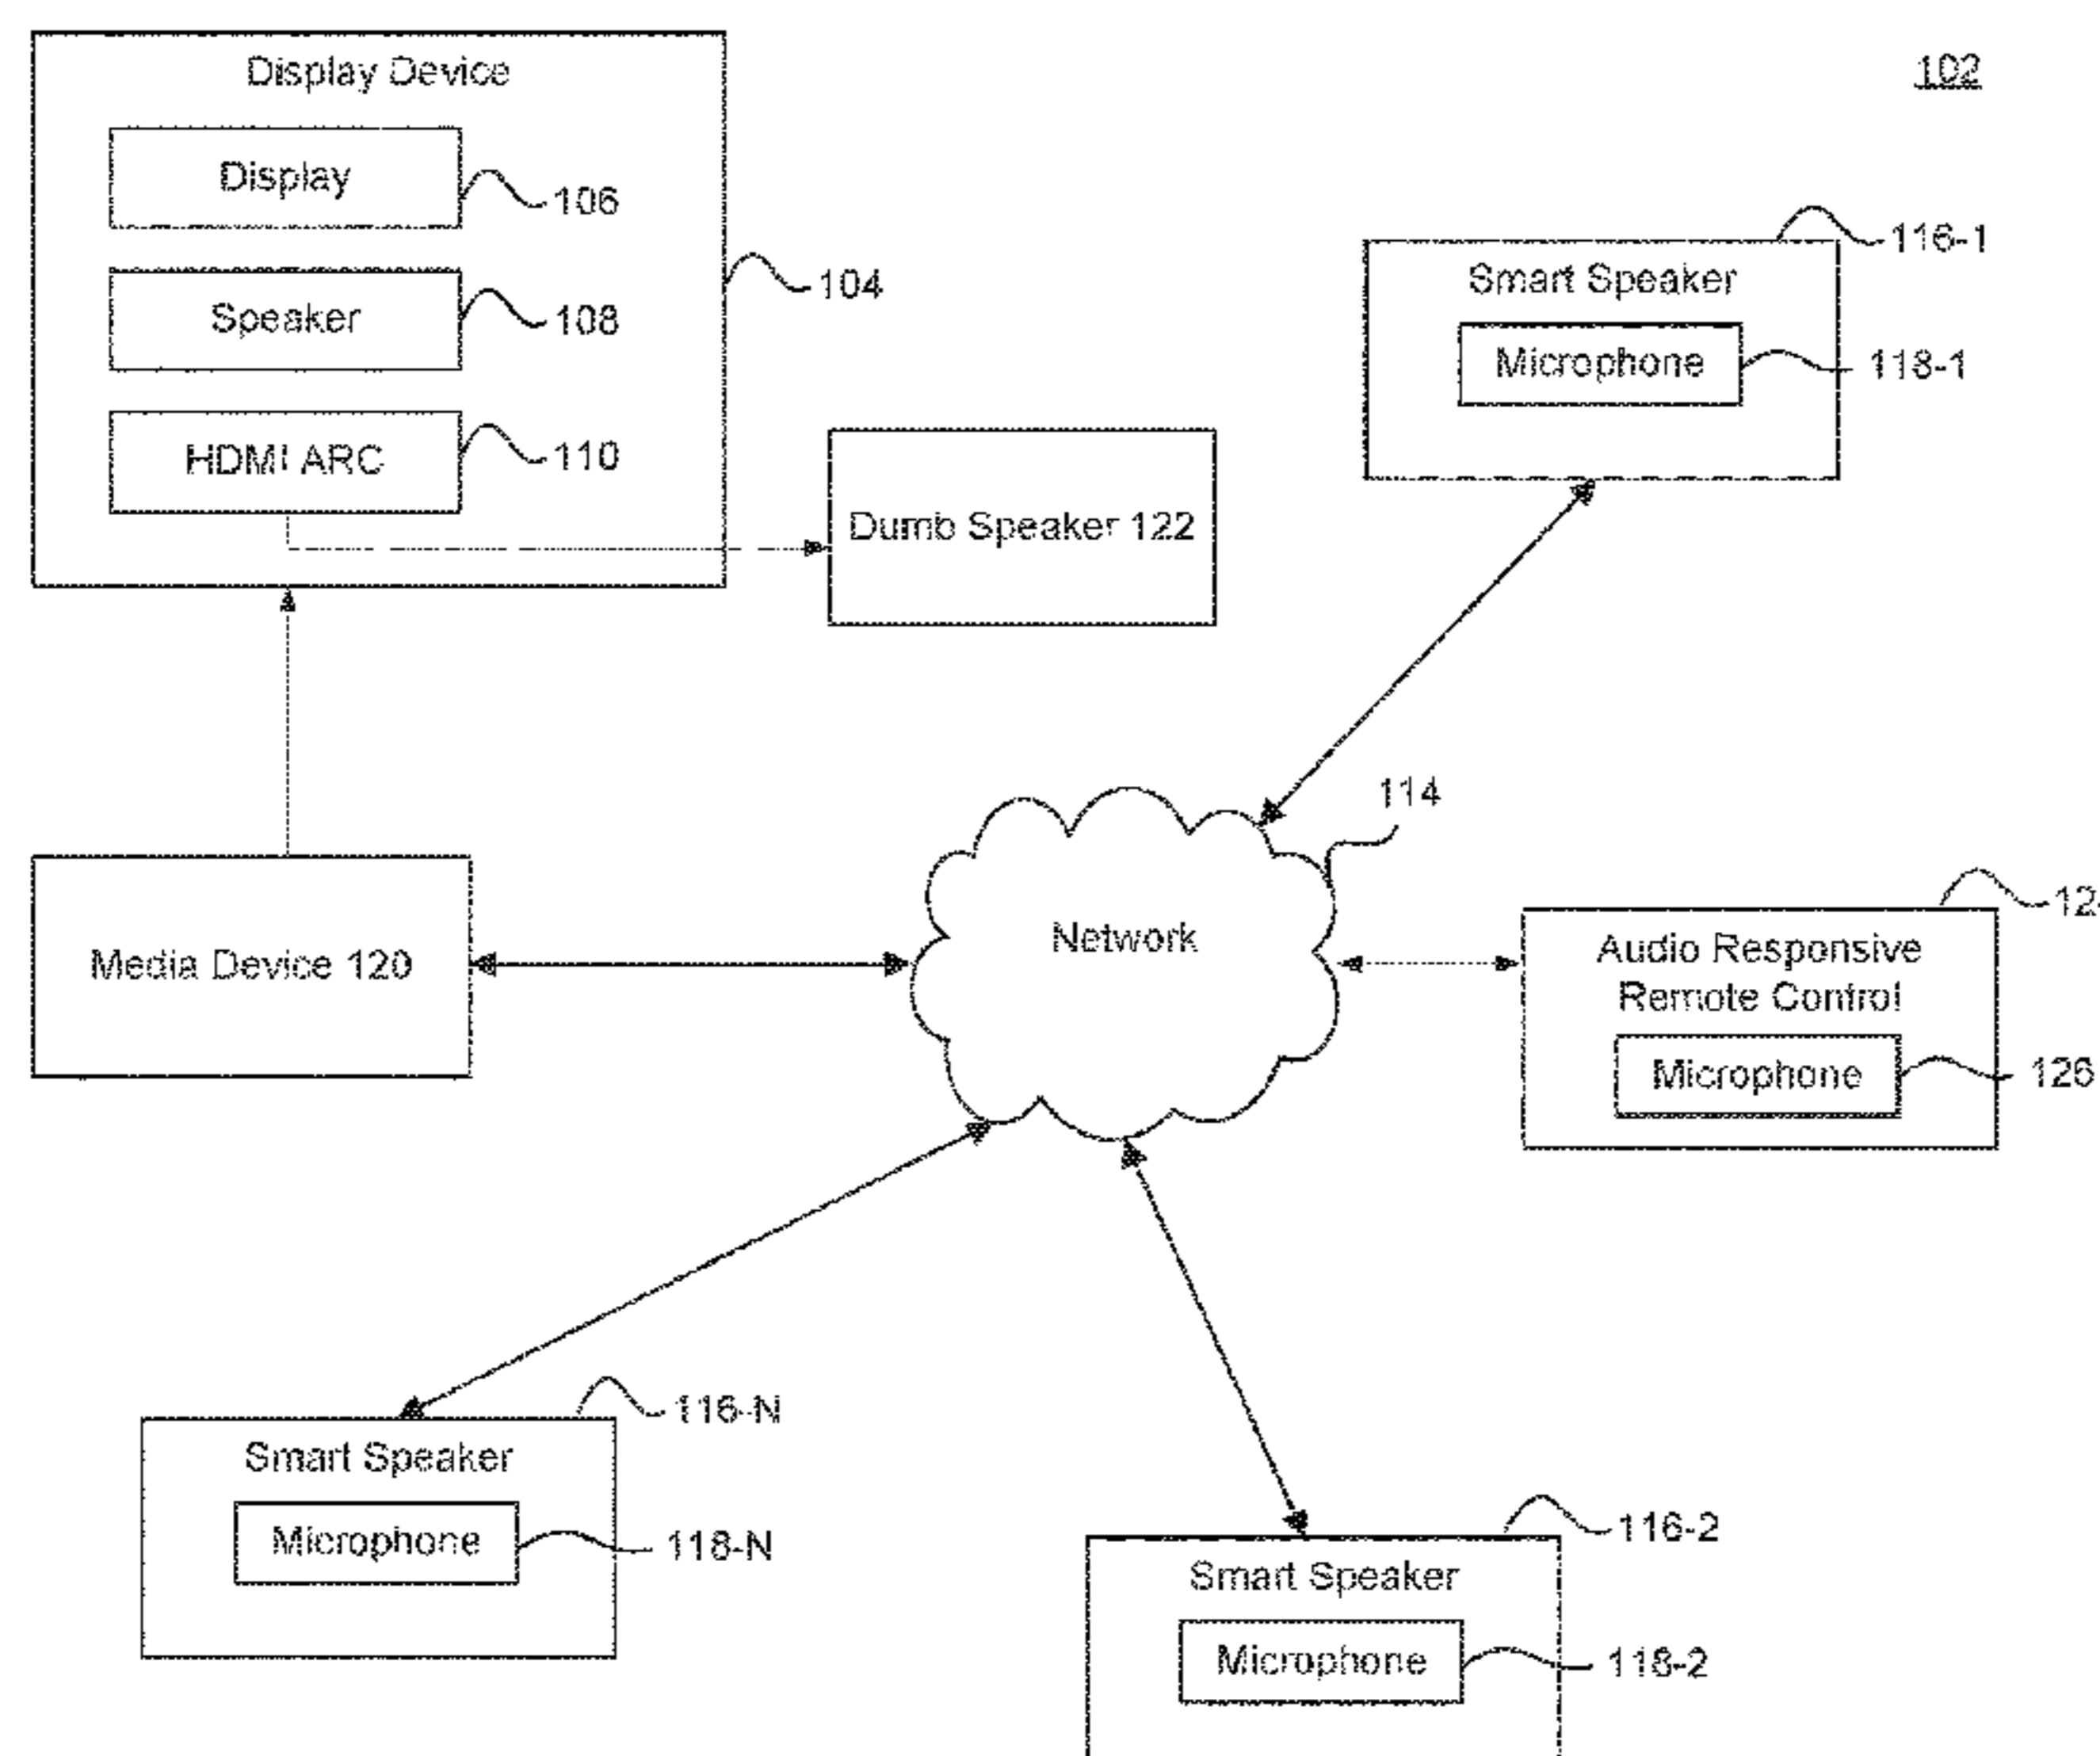 Display Device
102
Display
106
104
Speaker
108
116-1
Smart Speaker
Microphone
118-1
HDMI ARC
110
Dumb Speaker 122
114
Network
Media Device 120
Audio Responsive
Remote Control
Microphone
126
116-N
Smart Speaker
Microphone
118-N
116-2
Smart Speaker
Microphone
118-2